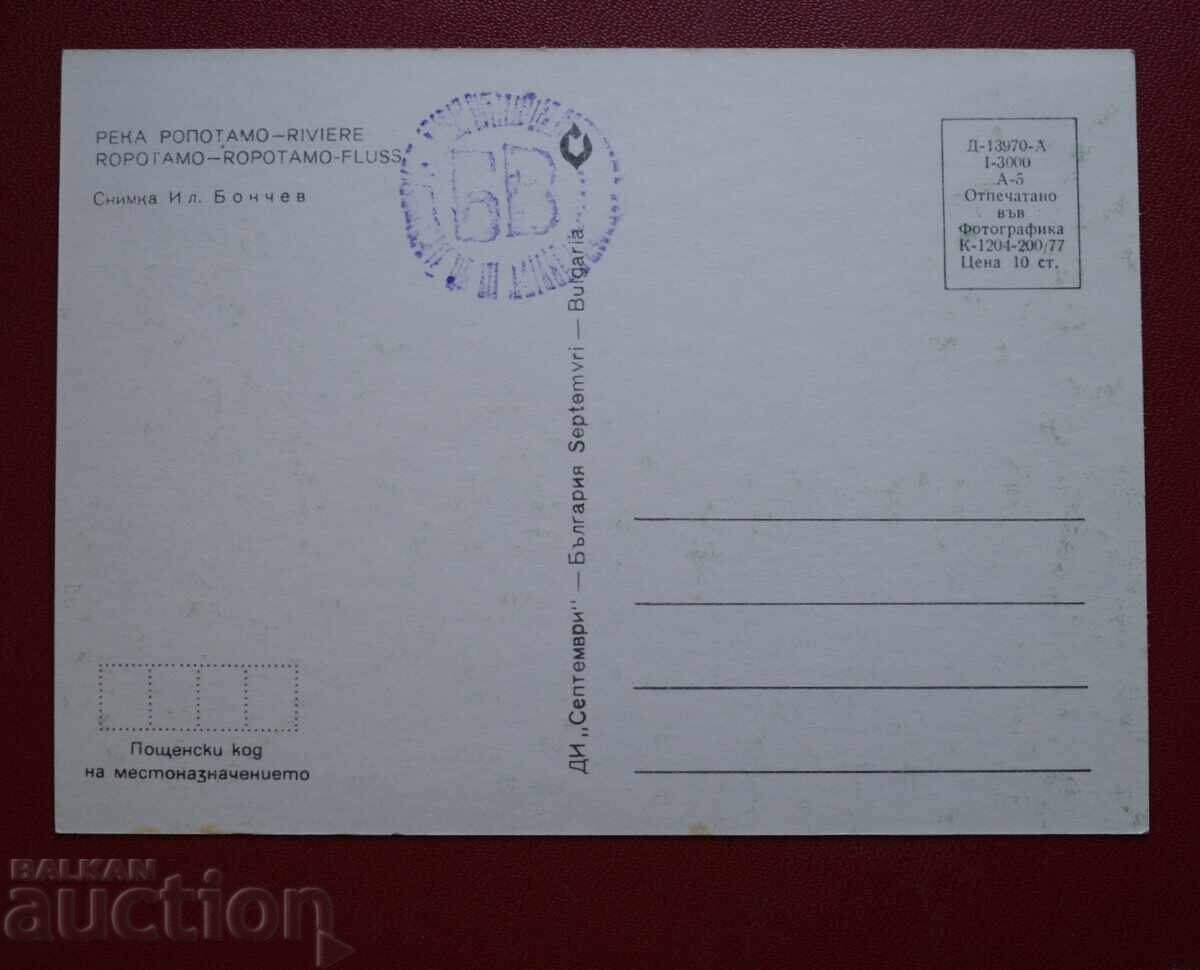 РЕКА РОПОТАМО—RIVIERE
ROPOTAMO—ROPOTAMO-FLUSS
Снимка Ил. Бончев
БВ
Д-13970-А
I-3000
А-5
Отпечатано
във
Фотографика
К-1204-200/77
Цена 10 ст.
ДИ „Септември" — България Septemvri — Bulgaria
Пощенски код
на местоназначението
BALKAN
auction